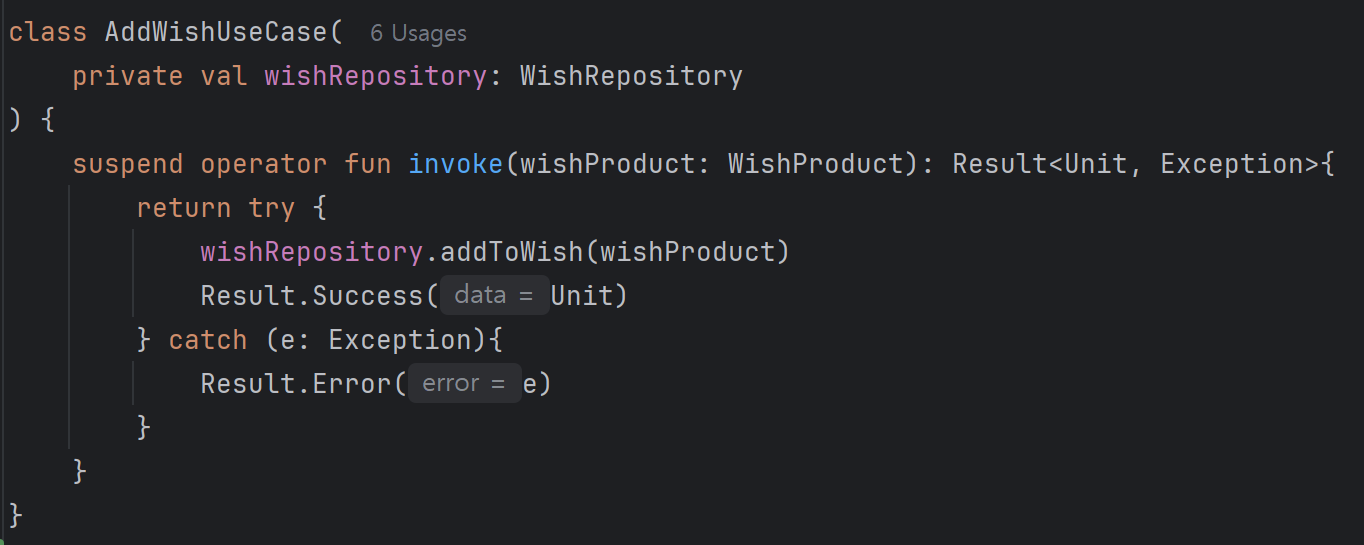 class AddWishUseCase( 6 Usages
    private val wishRepository: WishRepository
) {
    suspend operator fun invoke(wishProduct: WishProduct): Result<Unit, Exception>{
        return try {
            wishRepository.addToWish(wishProduct)
            Result.Success( data = Unit)
        } catch (e: Exception){
            Result.Error( error = e)
        }
    }
}